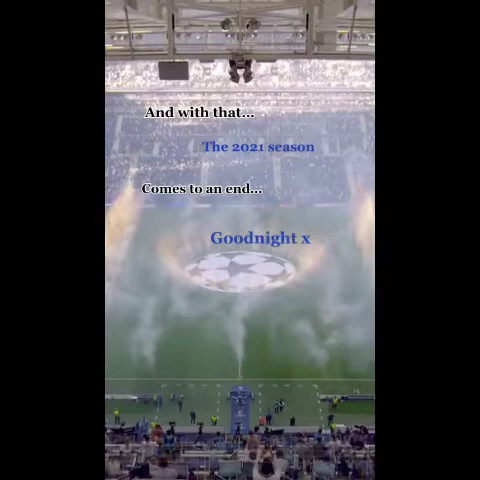 And with that...
The 2021 season
Comes to an end...
Goodnight x